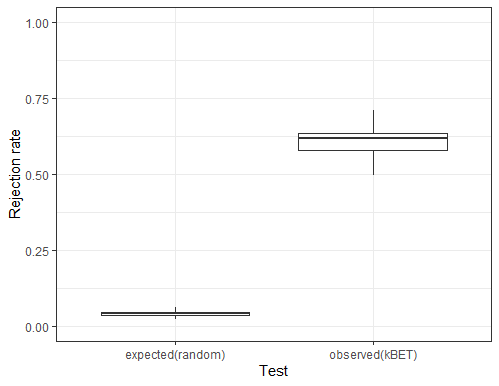 1.00
0.75
0.50
0.25
0.00
Rejection rate
expected(random)
observed(kBET)
Test